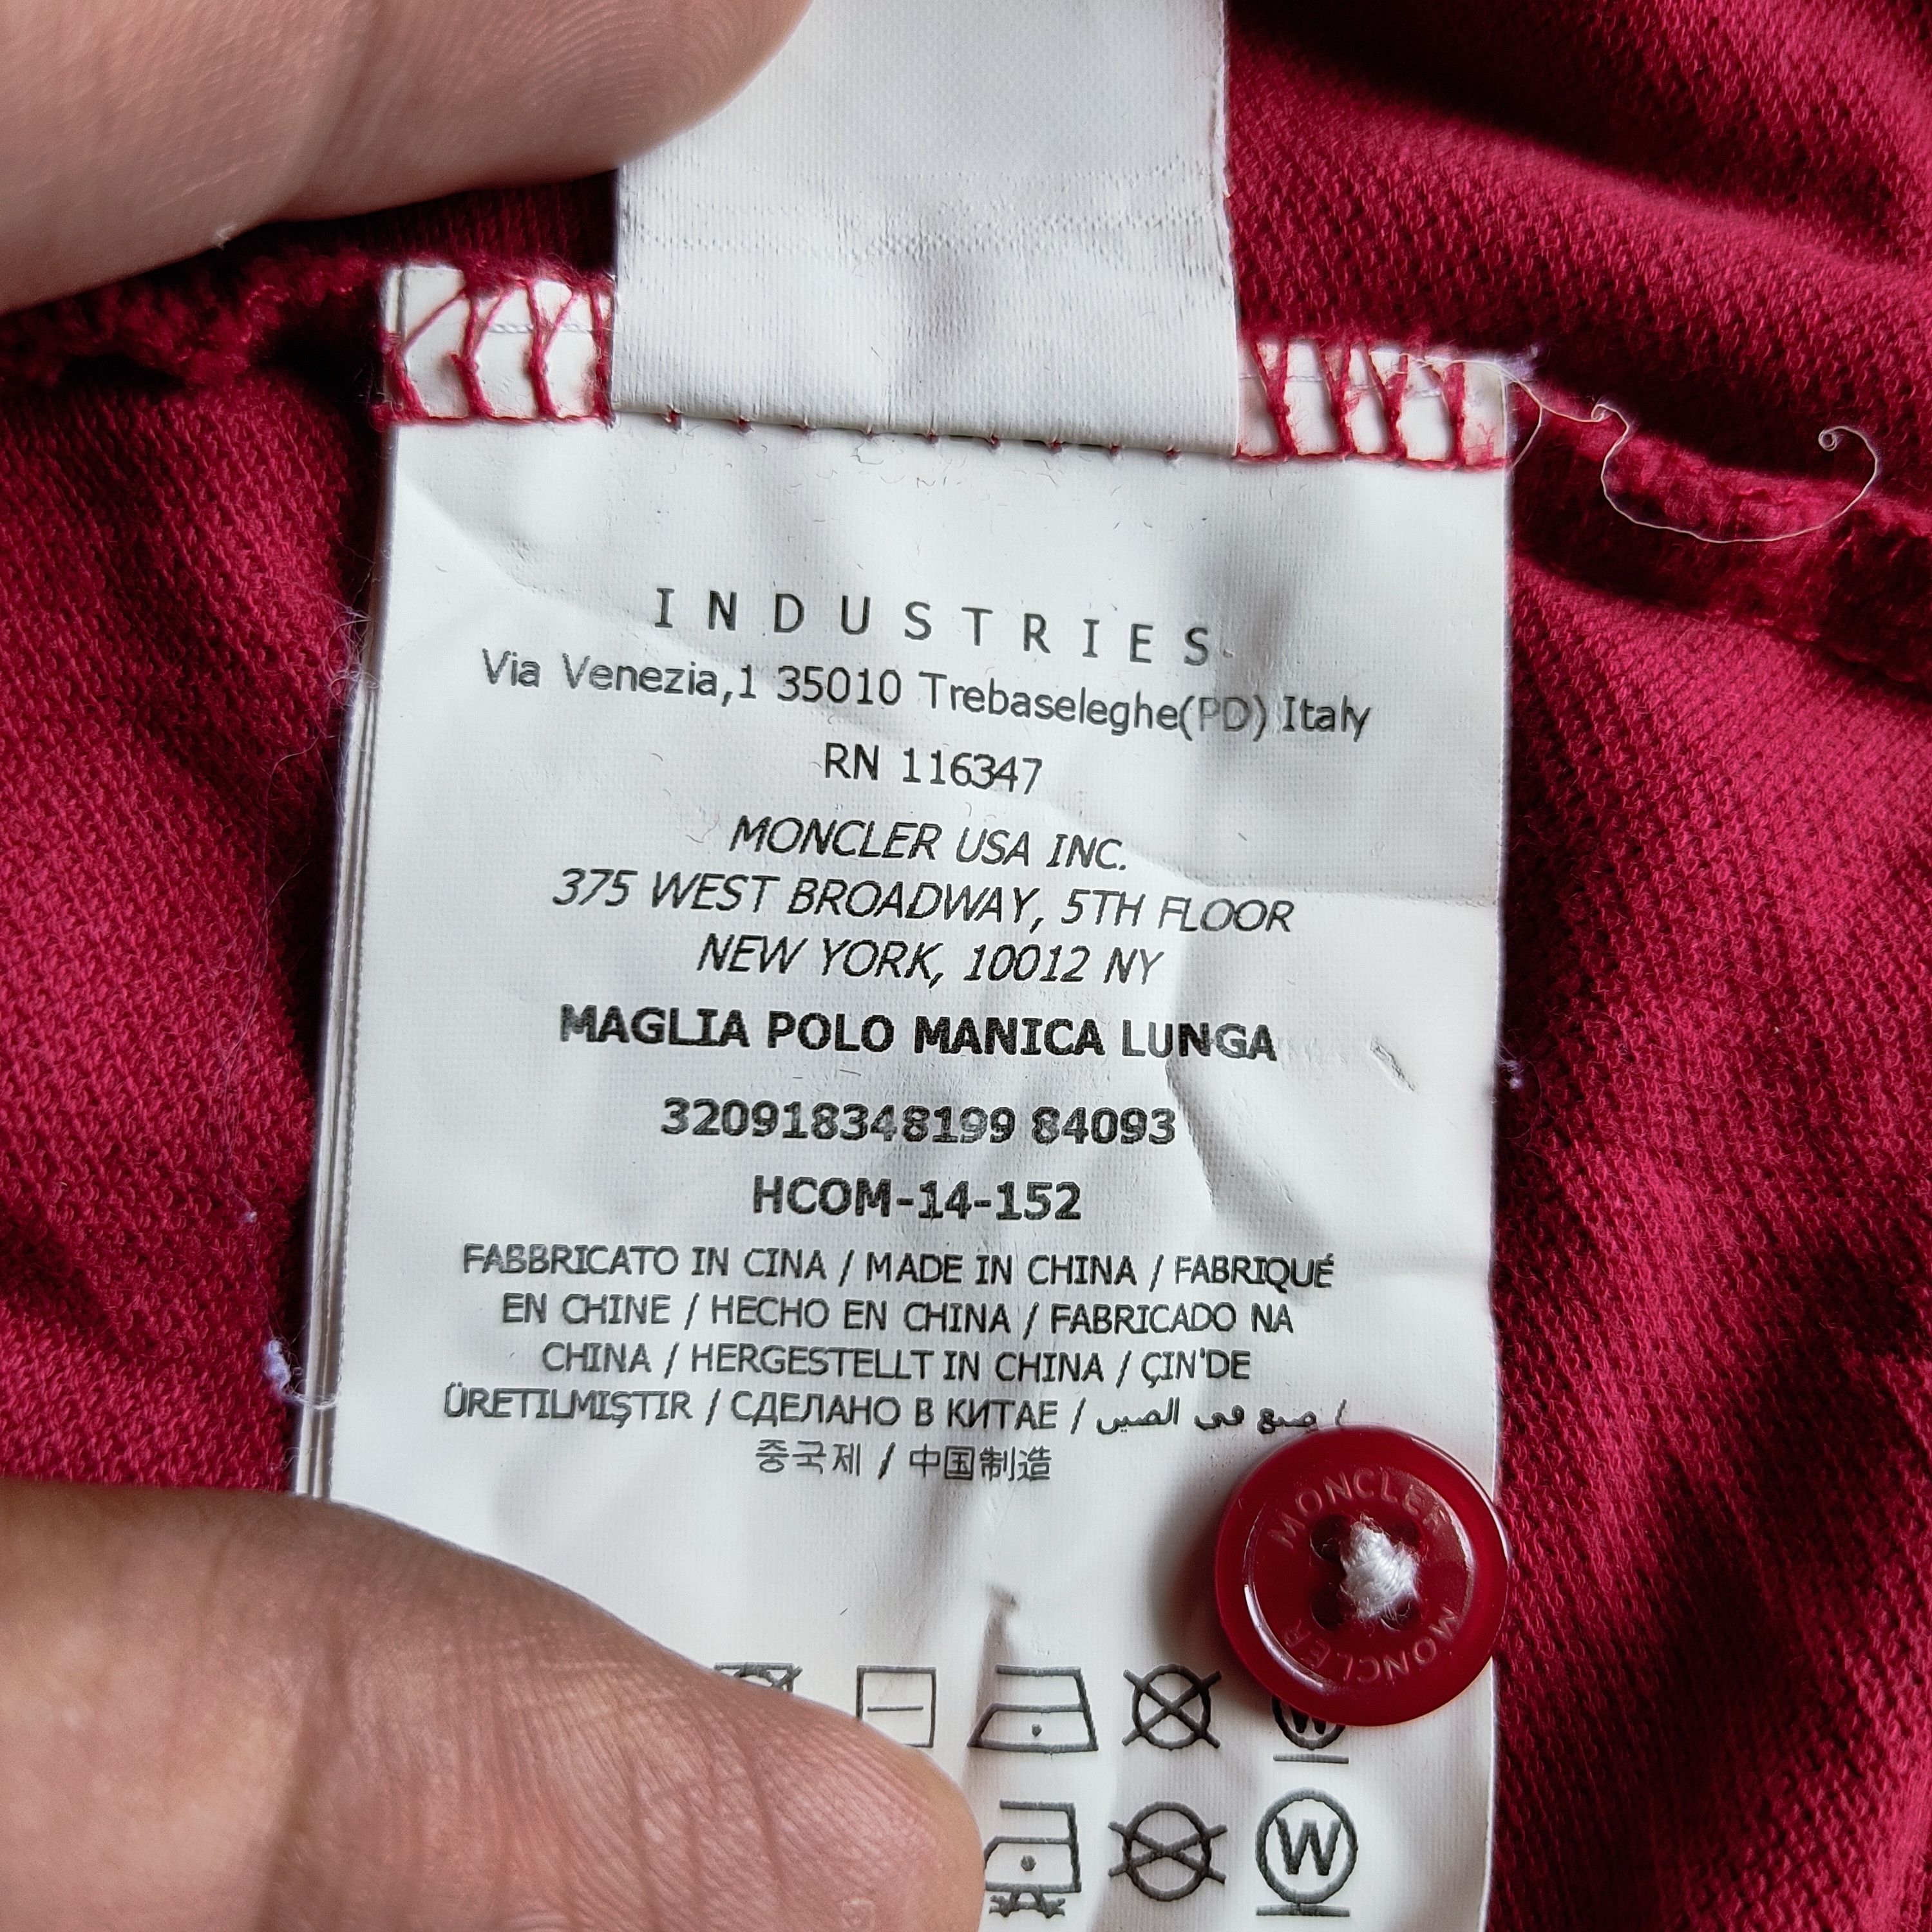 INDUSTRIES
Via Venezia,1 35010 Trebaseleghe(PD) Italy
RN 116347
MONCLER USA INC.
375 WEST BROADWAY, 5TH FLOOR
NEW YORK, 10012 NY
MAGLIA POLO MANICA LUNGA
320918348199 84093
HCOM-14-152
FABBRICATO IN CINA / MADE IN CHINA / FABRIQUÉ
EN CHINE / HECHO EN CHINA / FABRICADO NA
CHINA / HERGESTELLT IN CHINA / ÇIN'DE
ÜRETILMIŞTIR / СДЕЛАНО В КИТАЕ / صنع في الصين /
중국제 / 中国制造
MONCLER
MONCLER
W
W